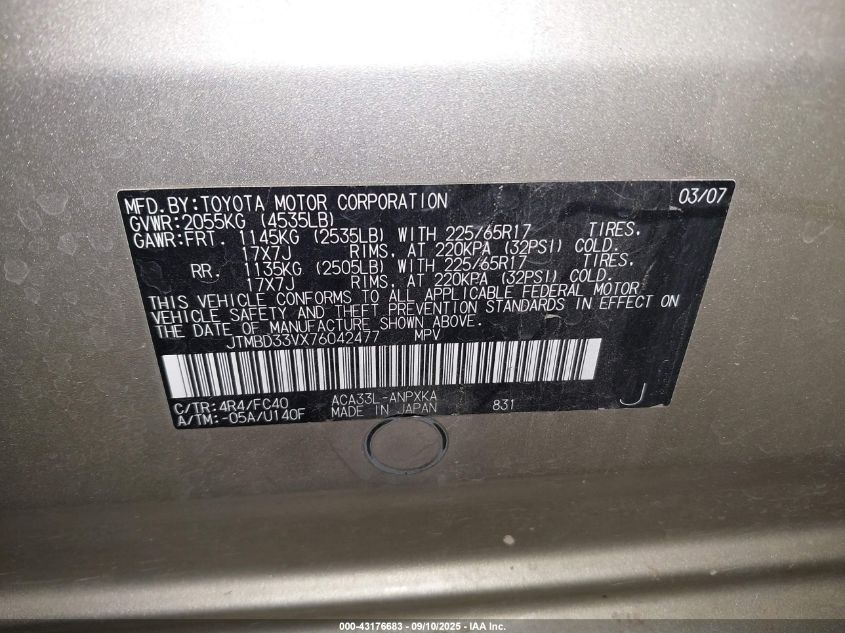 MFD.BY:TOYOTA MOTOR CORPORATION 03/07
GVWR:2055KG (4535LB)
GAWR:FRT. 1145KG (2535LB) WITH 225/65R17 TIRES.
17X7J RIMS. AT 220KPA (32PSI) COLD.
RR. 1135KG (2505LB) WITH 225/65R17 TIRES.
17X7J RIMS. AT 220KPA (32PSI) COLD.
THIS VEHICLE CONFORMS TO ALL APPLICABLE FEDERAL MOTOR
VEHICLE SAFETY AND THEFT PREVENTION STANDARDS IN EFFECT ON
THE DATE OF MANUFACTURE SHOWN ABOVE.
JTMBD33VX76042477 MPV
C/TR:4R4/FC40 ACA33L-ANPXKA
A/TM:-05A/U140F MADE IN JAPAN 831 J
000-43176683 - 09/10/2025 - IAA Inc.